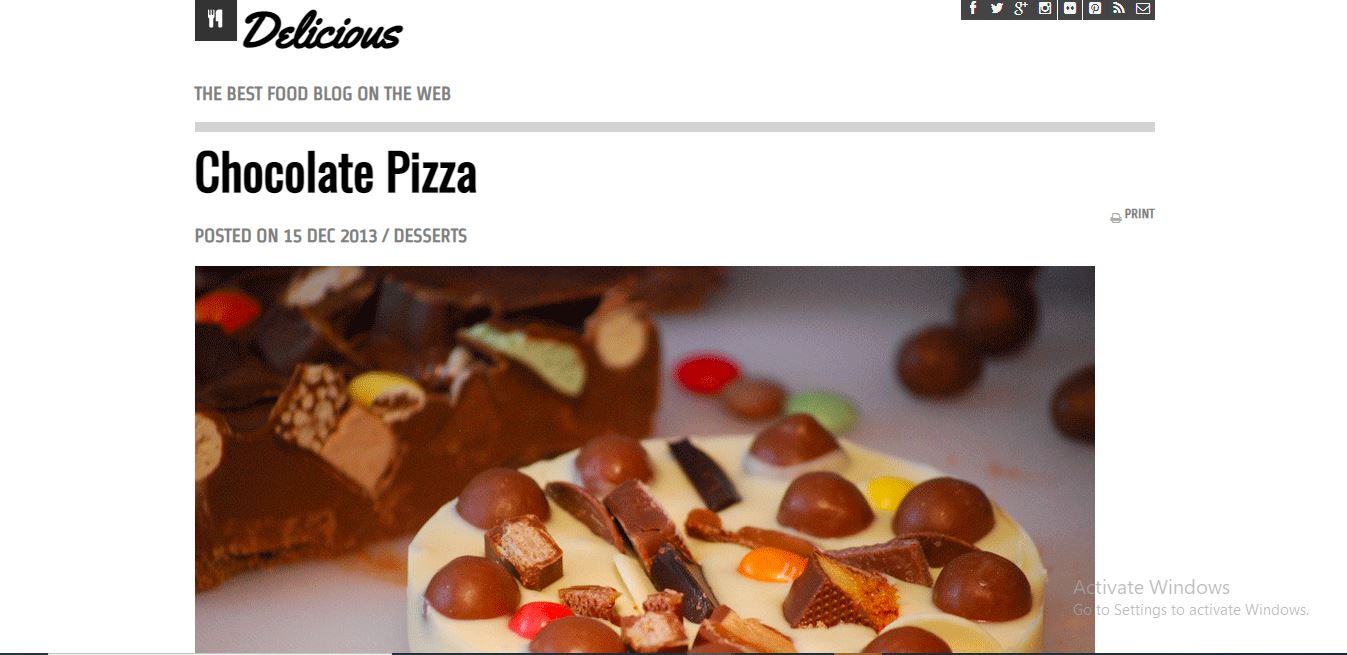 Delicious
THE BEST FOOD BLOG ON THE WEB
Chocolate Pizza
PRINT
POSTED ON 15 DEC 2013 / DESSERTS
Activate Windows
Go to Settings to activate Windows.